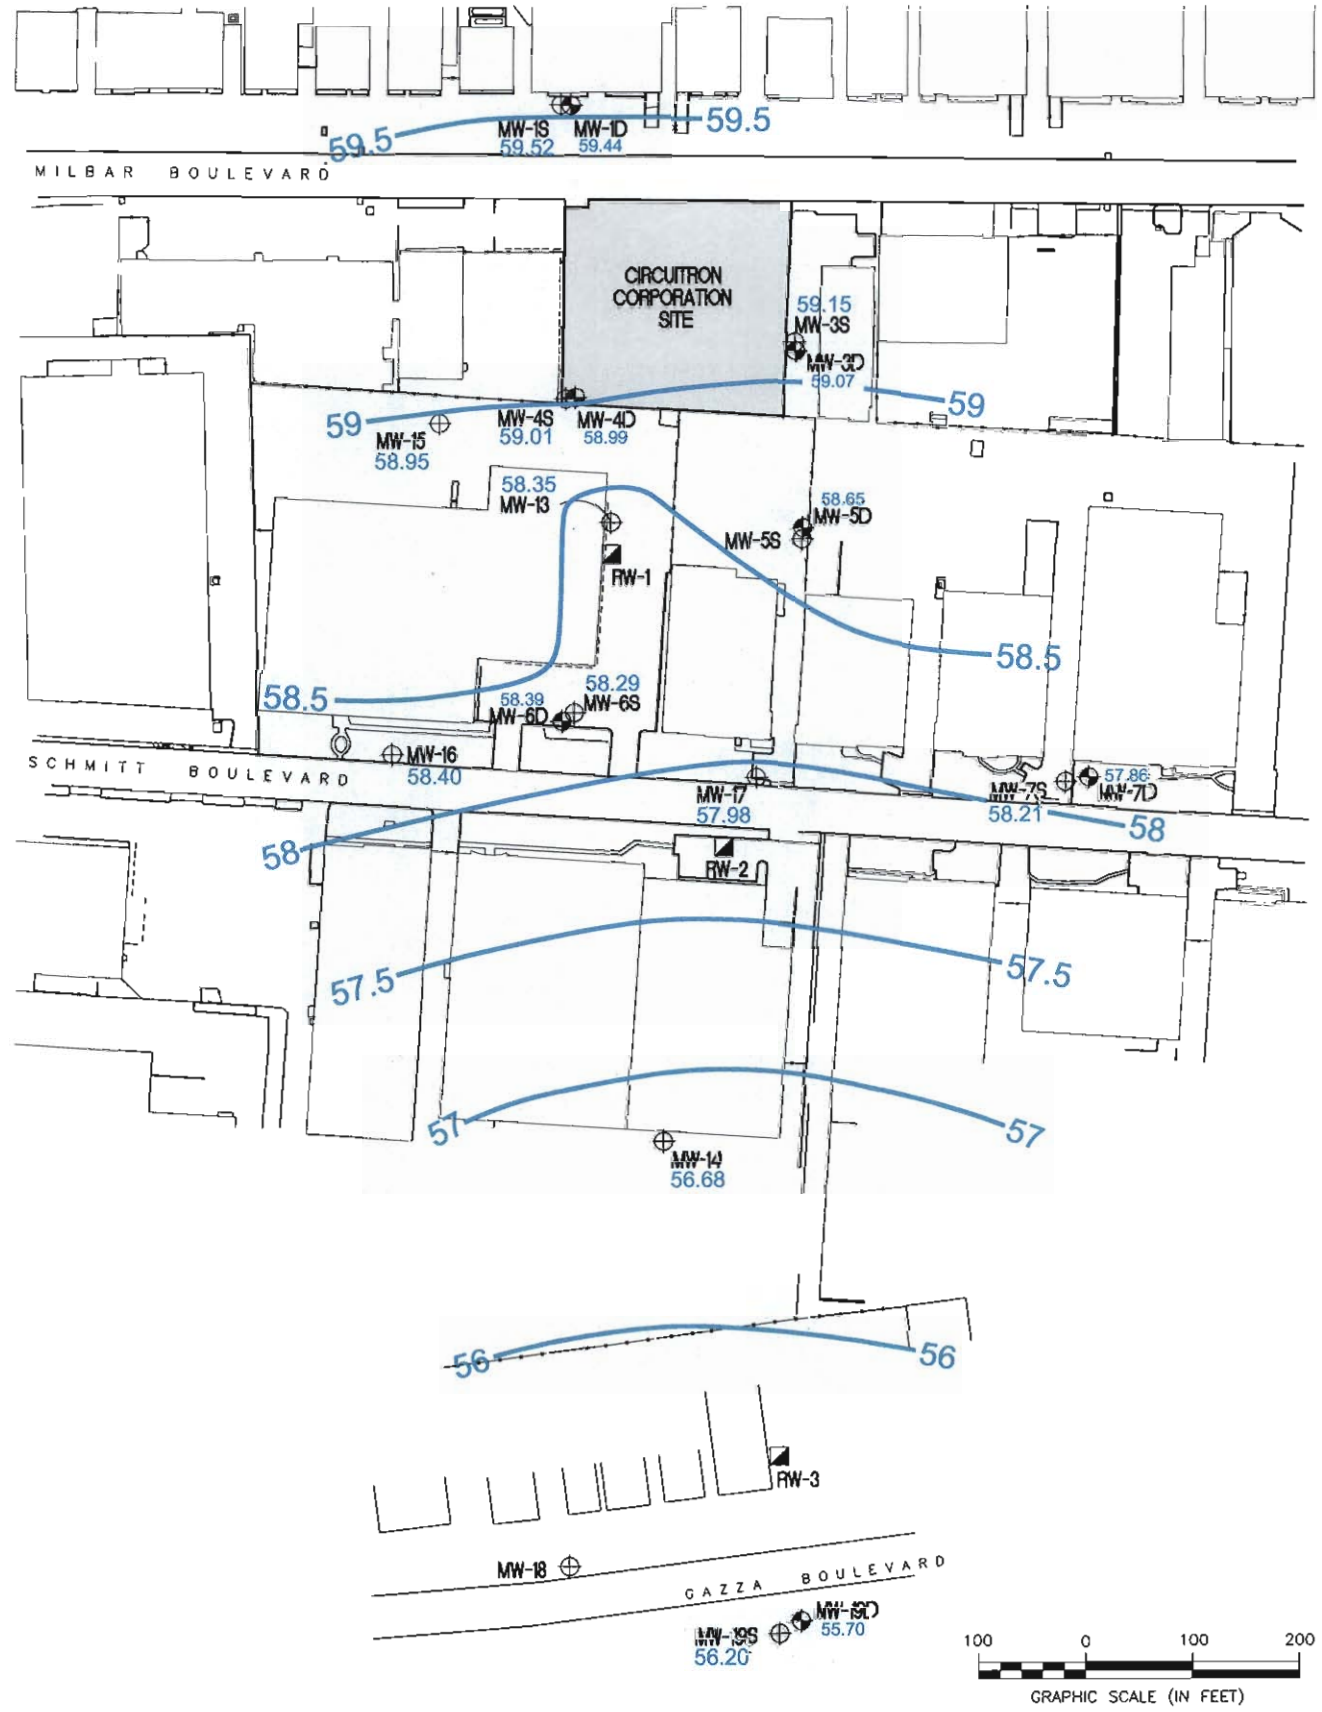 59.5
59.5
MW-1S
MW-1D
59.52
59.44
MILBAR BOULEVARD
CIRCUITRON
CORPORATION
SITE
59.15
MW-3S
MW-3D
59.07
59
59
MW-4S
MW-4D
59.01
58.99
MW-15
58.95
58.35
MW-13
58.65
MW-5D
MW-5S
RW-1
58.5
58.5
58.29
58.39
MW-6S
MW-6D
MW-16
58.40
SCHMITT BOULEVARD
MW-17
57.98
57.86
MW-7S
MW-7D
58.21
58
58
RW-2
57.5
57.5
57
57
MW-14
56.68
56
56
RW-3
MW-18
GAZZA BOULEVARD
MW-19D
55.70
MW-19S
56.20
100 0 100 200
GRAPHIC SCALE (IN FEET)